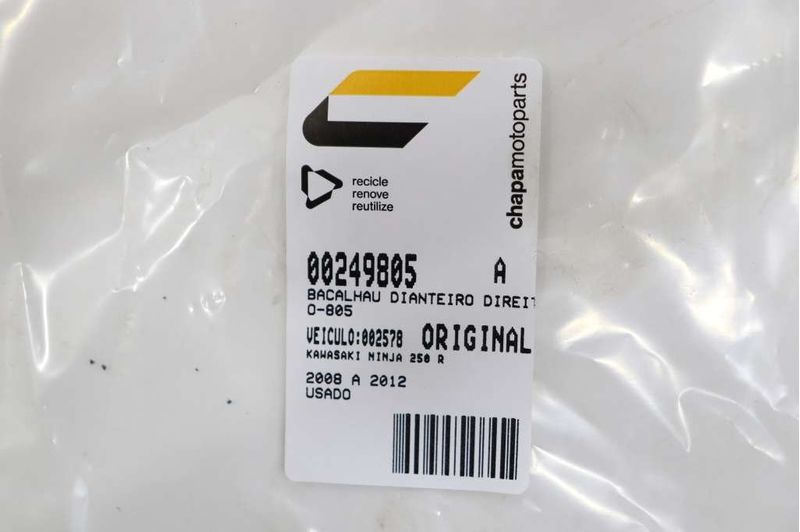 chapamotoparts
recicle
renove
reutilize
00249805 A
BACALHAU DIANTEIRO DIREIT
O-805
VEICULO:002578 ORIGINAL
KAWASAKI NINJA 250 R
2008 A 2012
USADO